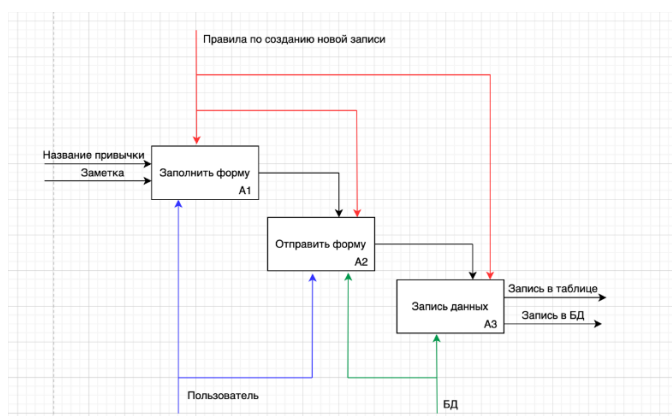 Правила по созданию новой записи
Название привычки
Заметка
Заполнить форму
A1
Отправить форму
A2
Запись данных
A3
Запись в таблице
Запись в БД
Пользователь
БД